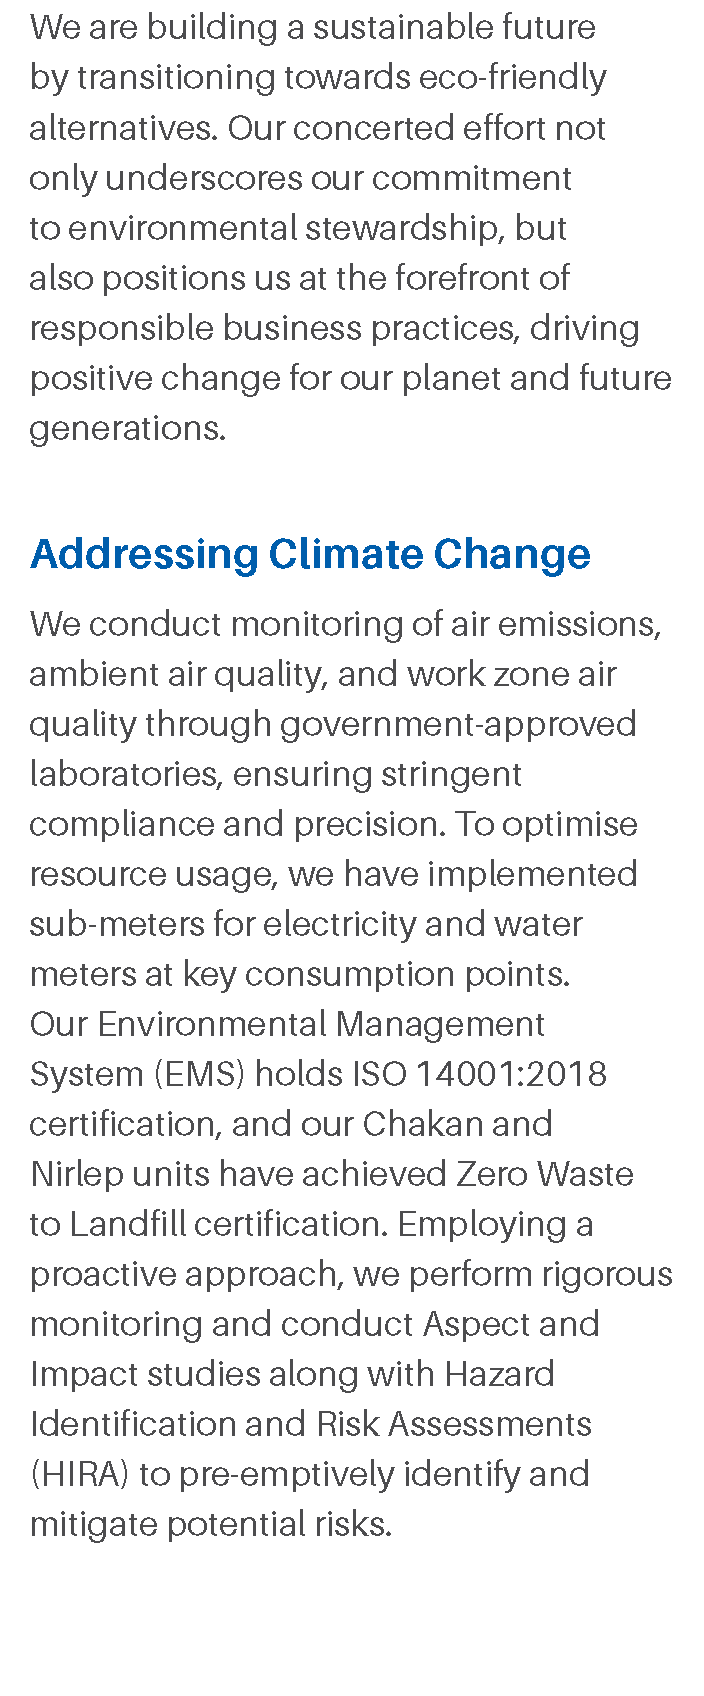 We are building a sustainable future
by transitioning towards eco-friendly
alternatives. Our concerted effort not
only underscores our commitment
to environmental stewardship, but
also positions us at the forefront of
responsible business practices, driving
positive change for our planet and future
generations.
Addressing Climate Change
We conduct monitoring of air emissions,
ambient air quality, and work zone air
quality through government-approved
laboratories, ensuring stringent
compliance and precision. To optimise
resource usage, we have implemented
sub-meters for electricity and water
meters at key consumption points.
Our Environmental Management
System (EMS) holds ISO 14001:2018
certification, and our Chakan and
Nirlep units have achieved Zero Waste
to Landfill certification. Employing a
proactive approach, we perform rigorous
monitoring and conduct Aspect and
Impact studies along with Hazard
Identification and Risk Assessments
(HIRA) to pre-emptively identify and
mitigate potential risks.